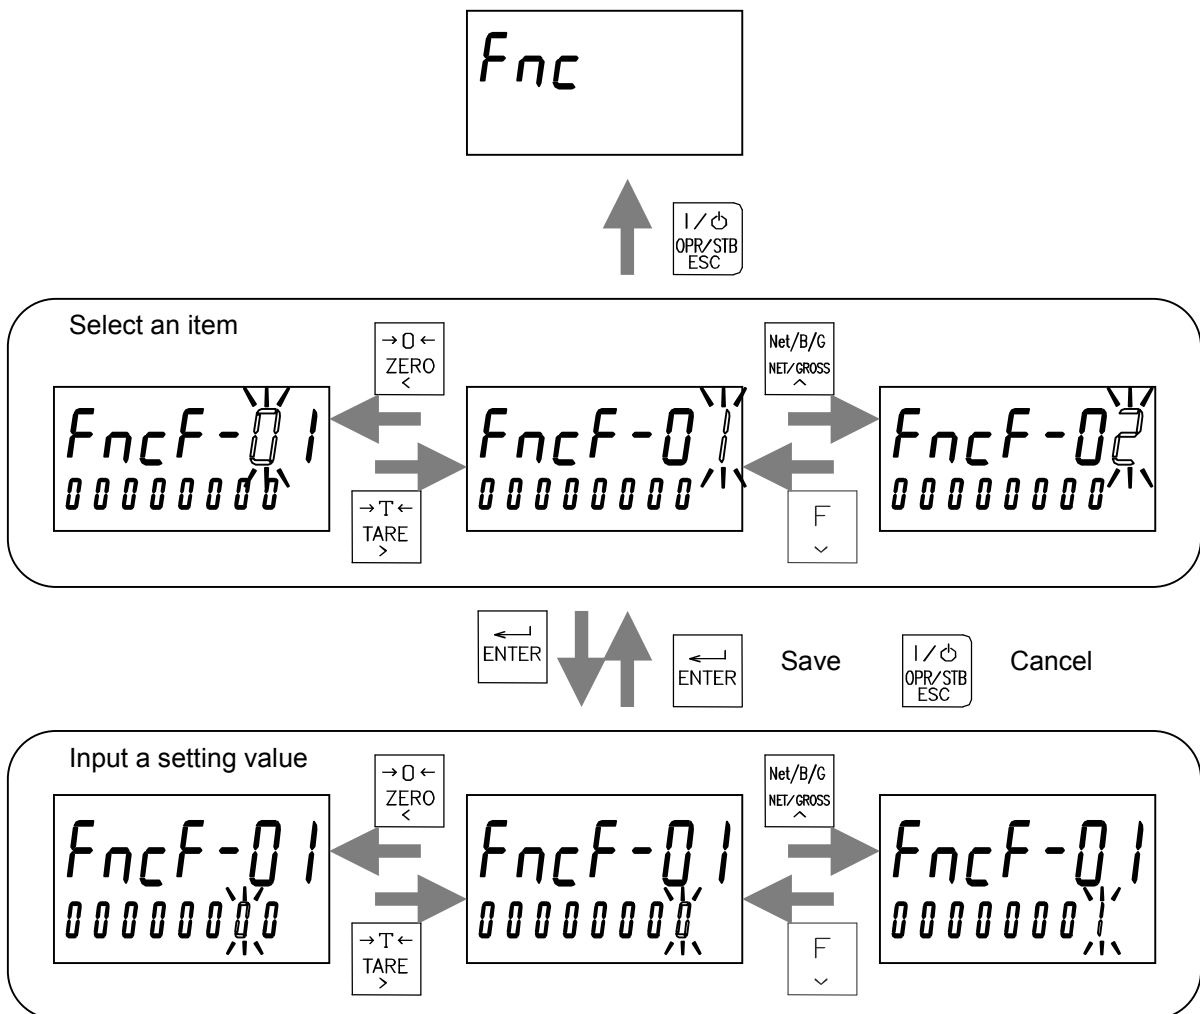 Fnc
I/⏻
OPR/STB
ESC
Select an item
→0←
ZERO
<
Net/B/G
NET/GROSS
^
FncF-01
00000000
FncF-01
00000000
FncF-02
00000000
→T←
TARE
>
F
⌵
ENTER
ENTER
Save
I/⏻
OPR/STB
ESC
Cancel
Input a setting value
→0←
ZERO
<
Net/B/G
NET/GROSS
^
FncF-01
00000000
FncF-01
00000000
FncF-01
00000001
→T←
TARE
>
F
⌵